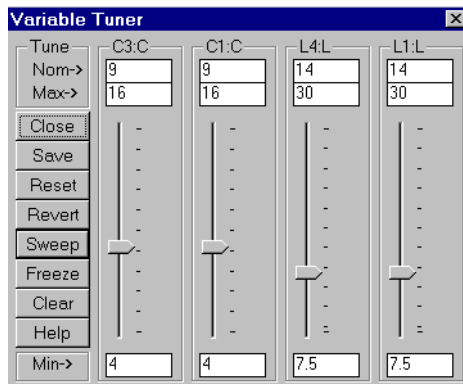 Variable Tuner
Tune C3:C C1:C L4:L L1:L
Nom-> 9 9 14 14
Max-> 16 16 30 30
Close
Save
Reset
Revert
Sweep
Freeze
Clear
Help
Min-> 4 4 7.5 7.5